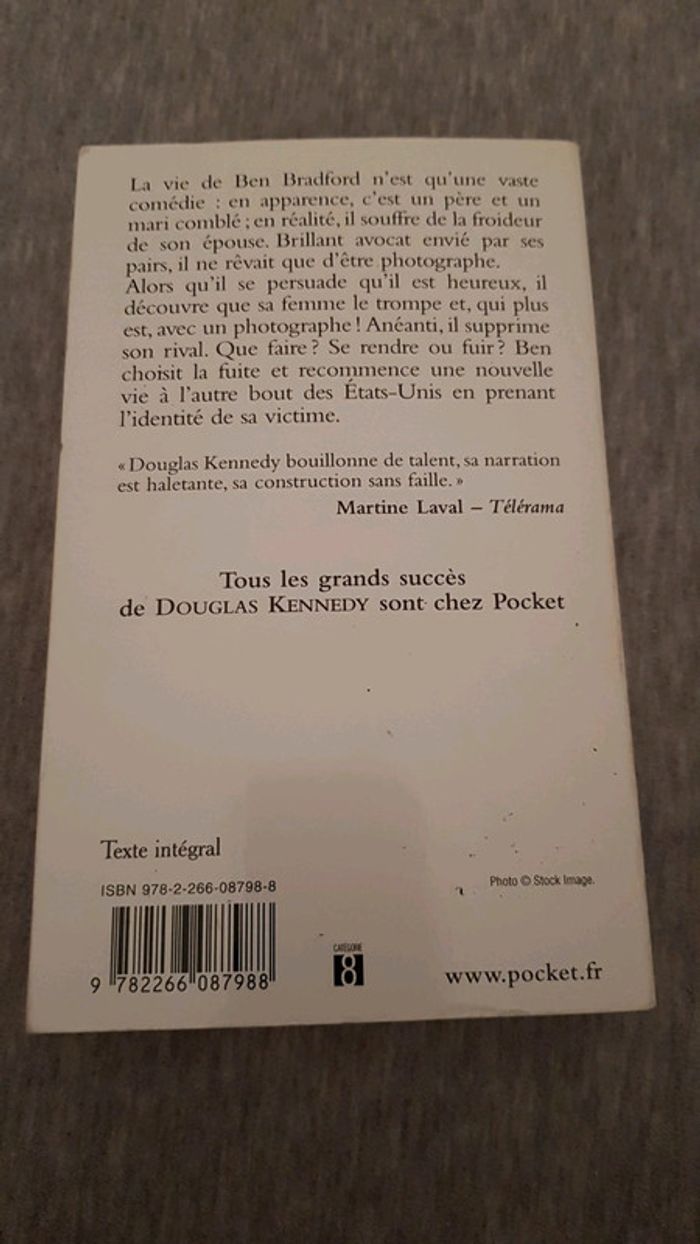 La vie de Ben Bradford n'est qu'une vaste
comédie : en apparence, c'est un père et un
mari comblé ; en réalité, il souffre de la froideur
de son épouse. Brillant avocat envié par ses
pairs, il ne rêvait que d'être photographe.
Alors qu'il se persuade qu'il est heureux, il
découvre que sa femme le trompe et, qui plus
est, avec un photographe ! Anéanti, il supprime
son rival. Que faire ? Se rendre ou fuir ? Ben
choisit la fuite et recommence une nouvelle
vie à l'autre bout des États-Unis en prenant
l'identité de sa victime.
« Douglas Kennedy bouillonne de talent, sa narration
est haletante, sa construction sans faille. »
Martine Laval – Télérama
Tous les grands succès
de DOUGLAS KENNEDY sont chez Pocket
Texte intégral
ISBN 978-2-266-08798-8
Photo © Stock Image.
9 782266 087988
CATÉGORIE
8
www.pocket.fr